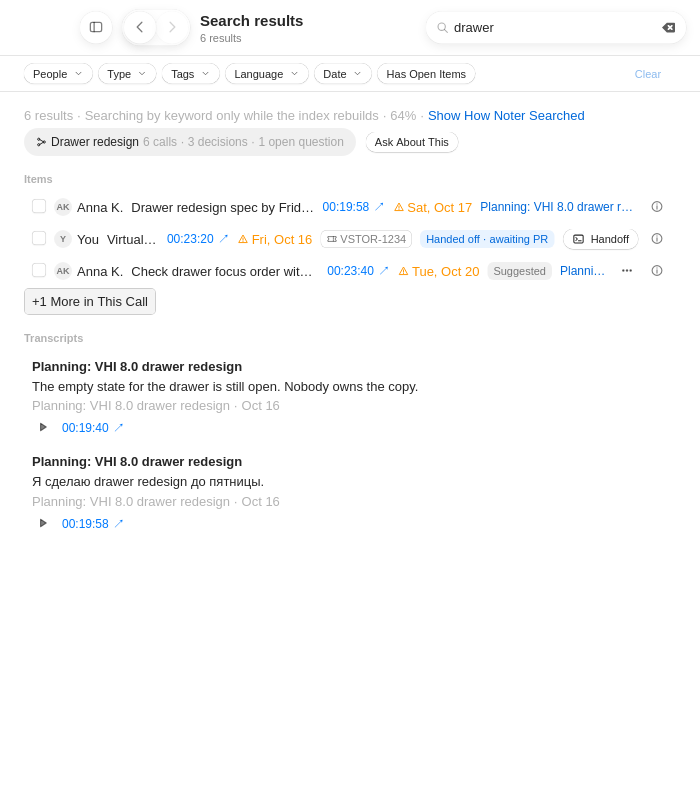 Search results
6 results
drawer
People
Type
Tags
Language
Date
Has Open Items
Clear
6 results · Searching by keyword only while the index rebuilds · 64% · Show How Noter Searched
Drawer redesign 6 calls · 3 decisions · 1 open question
Ask About This
Items
AK Anna K. Drawer redesign spec by Frid… 00:19:58 ↗ Sat, Oct 17 Planning: VHI 8.0 drawer r…
Y You Virtual… 00:23:20 ↗ Fri, Oct 16 VSTOR-1234 Handed off · awaiting PR Handoff
AK Anna K. Check drawer focus order wit… 00:23:40 ↗ Tue, Oct 20 Suggested Planni…
+1 More in This Call
Transcripts
Planning: VHI 8.0 drawer redesign
The empty state for the drawer is still open. Nobody owns the copy.
Planning: VHI 8.0 drawer redesign · Oct 16
00:19:40 ↗
Planning: VHI 8.0 drawer redesign
Я сделаю drawer redesign до пятницы.
Planning: VHI 8.0 drawer redesign · Oct 16
00:19:58 ↗